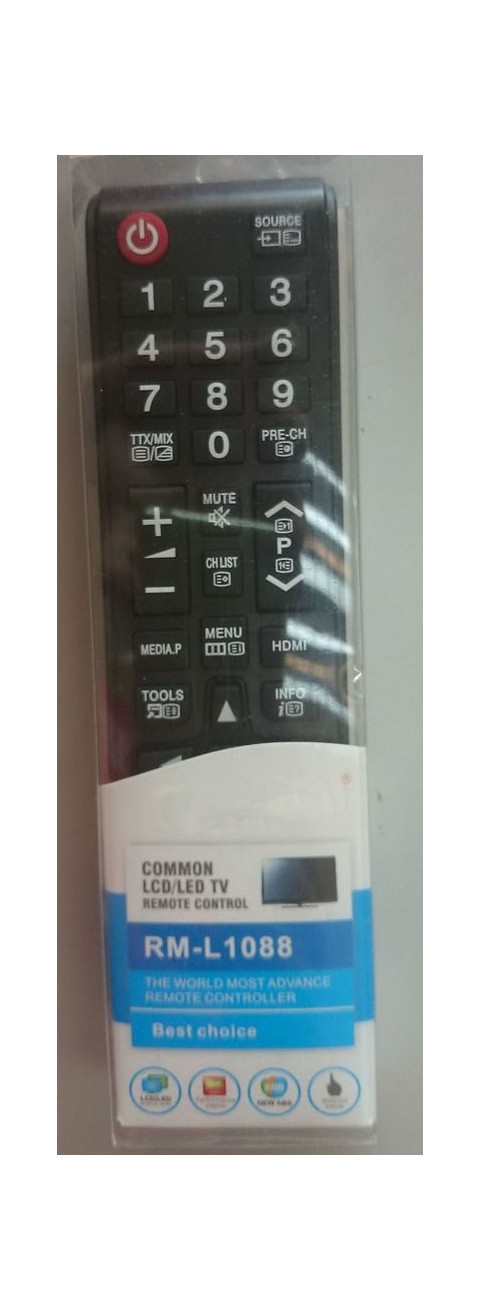 SOURCE
1 2 3
4 5 6
7 8 9
TTX/MIX 0 PRE-CH
MUTE
+
P
CH LIST
−
MEDIA.P MENU HDMI
TOOLS INFO
COMMON
LCD/LED TV
REMOTE CONTROL
RM-L1088
THE WORLD MOST ADVANCE
REMOTE CONTROLLER
Best choice
LCD/LED